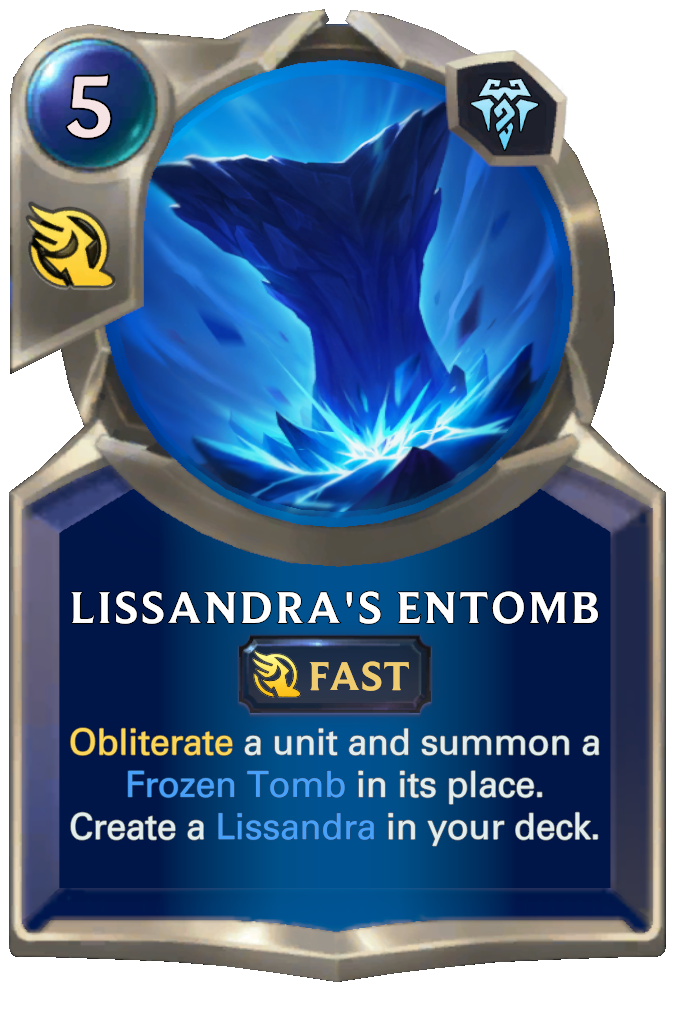 5
LISSANDRA'S ENTOMB
FAST
Obliterate a unit and summon a
Frozen Tomb in its place.
Create a Lissandra in your deck.